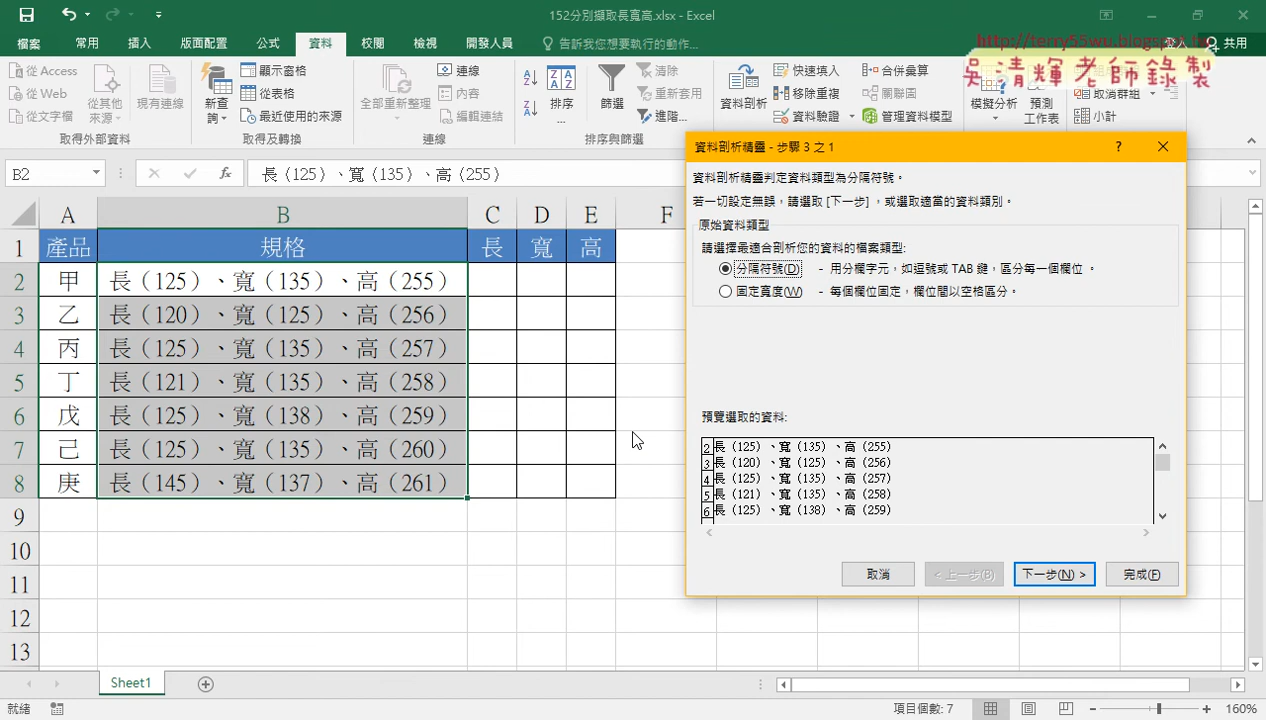 152分別擷取長寬高.xlsx - Excel
http://terry55wu.blogspot.tw
吳清輝老師錄製
檔案 常用 插入 版面配置 公式 資料 校閱 檢視 開發人員 告訴我您想要執行的動作... 登入 共用
從 Access
從 Web
從文字檔
從其他來源
現有連線
取得外部資料
新查詢
顯示查詢
從表格
最近使用的來源
取得及轉換
全部重新整理
連線
內容
編輯連結
連線
排序
篩選
清除
重新套用
進階...
排序與篩選
資料剖析
快速填入
移除重複
資料驗證
合併彙算
關聯圖
管理資料模型
模擬分析
預測工作表
取消群組
小計
B2 fx 長（125）、寬（135）、高（255）
A B C D E F
1 產品 規格 長 寬 高
2 甲 長（125）、寬（135）、高（255）
3 乙 長（120）、寬（125）、高（256）
4 丙 長（125）、寬（135）、高（257）
5 丁 長（121）、寬（135）、高（258）
6 戊 長（125）、寬（138）、高（259）
7 己 長（125）、寬（135）、高（260）
8 庚 長（145）、寬（137）、高（261）
9
10
11
12
13
資料剖析精靈 - 步驟 3 之 1
資料剖析精靈判定資料類型為分隔符號。
若一切設定無誤，請選取 [下一步]，或選取適當的資料類別。
原始資料類型
請選擇最適合剖析您的資料的檔案類型:
分隔符號(D) - 用分欄字元，如逗號或 TAB 鍵，區分每一個欄位。
固定寬度(W) - 每個欄位固定，欄位間以空格區分。
預覽選取的資料:
2 長（125）、寬（135）、高（255）
3 長（120）、寬（125）、高（256）
4 長（125）、寬（135）、高（257）
5 長（121）、寬（135）、高（258）
6 長（125）、寬（138）、高（259）
取消 < 上一步(B) 下一步(N) > 完成(F)
Sheet1
就緒 項目個數: 7 160%